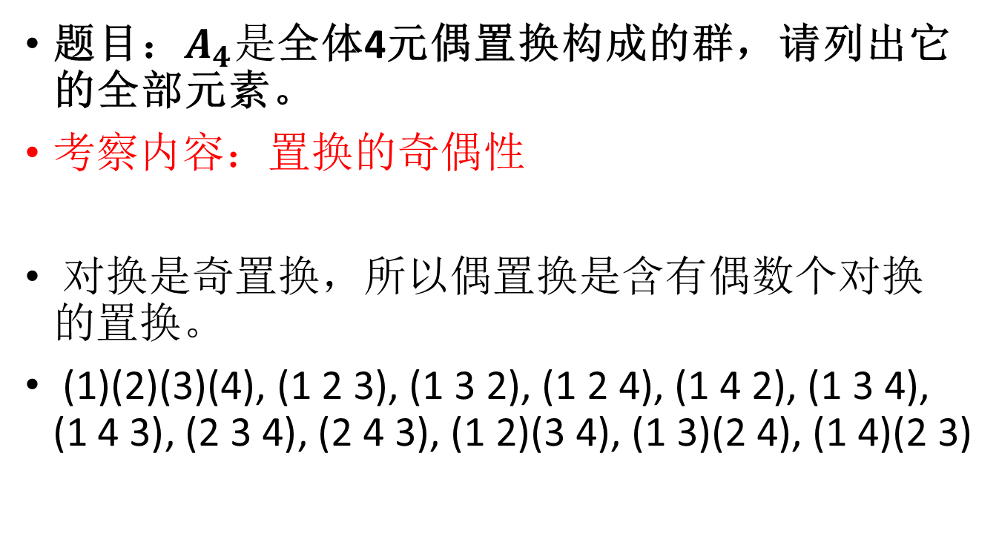 • 题目：A₄是全体4元偶置换构成的群，请列出它
的全部元素。
• 考察内容：置换的奇偶性
• 对换是奇置换，所以偶置换是含有偶数个对换
的置换。
• (1)(2)(3)(4), (1 2 3), (1 3 2), (1 2 4), (1 4 2), (1 3 4),
(1 4 3), (2 3 4), (2 4 3), (1 2)(3 4), (1 3)(2 4), (1 4)(2 3)